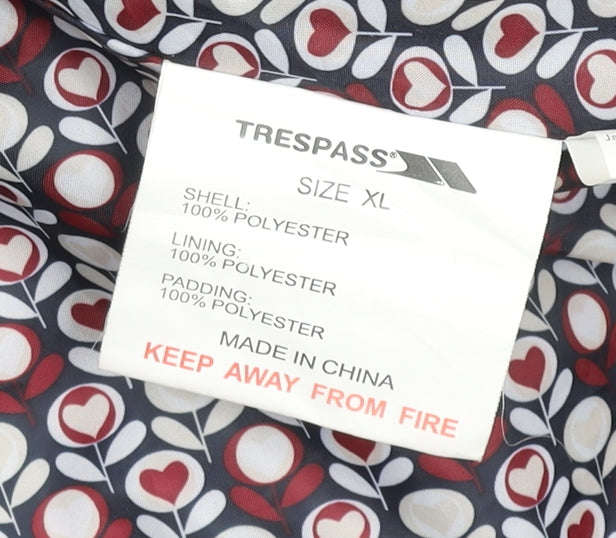 TRESPASS®
SIZE XL
SHELL:
100% POLYESTER
LINING:
100% POLYESTER
PADDING:
100% POLYESTER
MADE IN CHINA
KEEP AWAY FROM FIRE